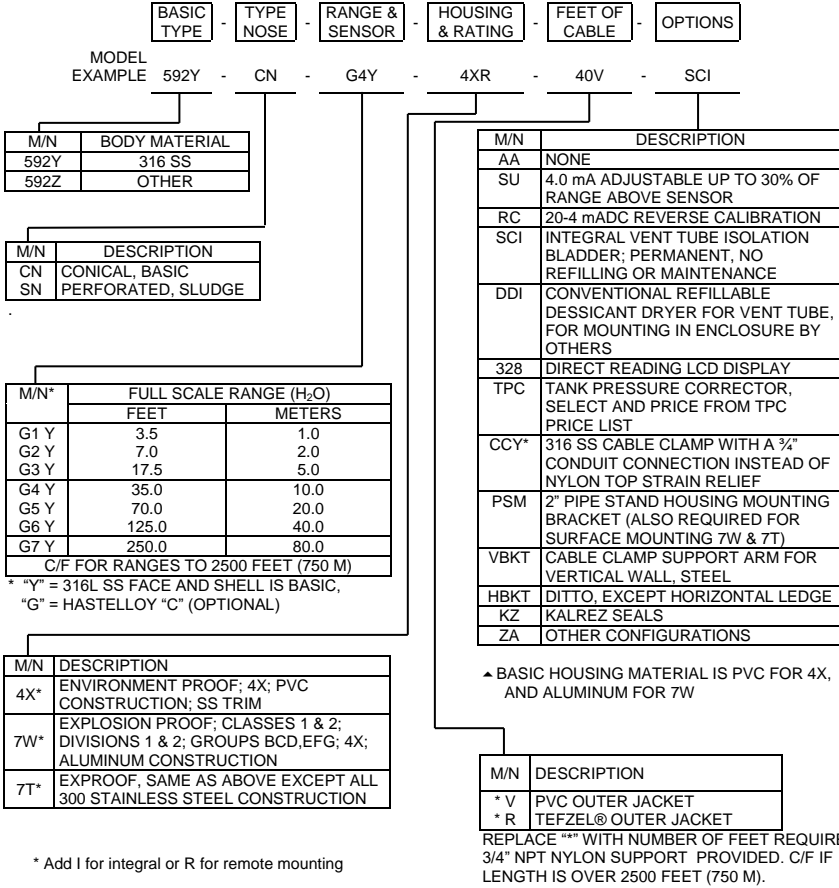 BASIC TYPE - TYPE NOSE - RANGE & SENSOR - HOUSING & RATING - FEET OF CABLE - OPTIONS
MODEL EXAMPLE 592Y - CN - G4Y - 4XR - 40V - SCI
M/N BODY MATERIAL
592Y 316 SS
592Z OTHER
M/N DESCRIPTION
CN CONICAL, BASIC
SN PERFORATED, SLUDGE
.
M/N* FULL SCALE RANGE (H₂O)
FEET METERS
G1 Y 3.5 1.0
G2 Y 7.0 2.0
G3 Y 17.5 5.0
G4 Y 35.0 10.0
G5 Y 70.0 20.0
G6 Y 125.0 40.0
G7 Y 250.0 80.0
C/F FOR RANGES TO 2500 FEET (750 M)
* "Y" = 316L SS FACE AND SHELL IS BASIC,
"G" = HASTELLOY "C" (OPTIONAL)
M/N DESCRIPTION
4X* ENVIRONMENT PROOF; 4X; PVC
CONSTRUCTION; SS TRIM
7W* EXPLOSION PROOF; CLASSES 1 & 2;
DIVISIONS 1 & 2; GROUPS BCD,EFG; 4X;
ALUMINUM CONSTRUCTION
7T* EXPROOF, SAME AS ABOVE EXCEPT ALL
300 STAINLESS STEEL CONSTRUCTION
* Add I for integral or R for remote mounting
M/N DESCRIPTION
AA NONE
SU 4.0 mA ADJUSTABLE UP TO 30% OF
RANGE ABOVE SENSOR
RC 20-4 mADC REVERSE CALIBRATION
SCI INTEGRAL VENT TUBE ISOLATION
BLADDER; PERMANENT, NO
REFILLING OR MAINTENANCE
DDI CONVENTIONAL REFILLABLE
DESSICANT DRYER FOR VENT TUBE,
FOR MOUNTING IN ENCLOSURE BY
OTHERS
328 DIRECT READING LCD DISPLAY
TPC TANK PRESSURE CORRECTOR,
SELECT AND PRICE FROM TPC
PRICE LIST
CCY* 316 SS CABLE CLAMP WITH A ¾"
CONDUIT CONNECTION INSTEAD OF
NYLON TOP STRAIN RELIEF
PSM 2" PIPE STAND HOUSING MOUNTING
BRACKET (ALSO REQUIRED FOR
SURFACE MOUNTING 7W & 7T)
VBKT CABLE CLAMP SUPPORT ARM FOR
VERTICAL WALL, STEEL
HBKT DITTO, EXCEPT HORIZONTAL LEDGE
KZ KALREZ SEALS
ZA OTHER CONFIGURATIONS
▲ BASIC HOUSING MATERIAL IS PVC FOR 4X,
AND ALUMINUM FOR 7W
M/N DESCRIPTION
* V PVC OUTER JACKET
* R TEFZEL® OUTER JACKET
REPLACE "*" WITH NUMBER OF FEET REQUIRE
3/4" NPT NYLON SUPPORT PROVIDED. C/F IF
LENGTH IS OVER 2500 FEET (750 M).